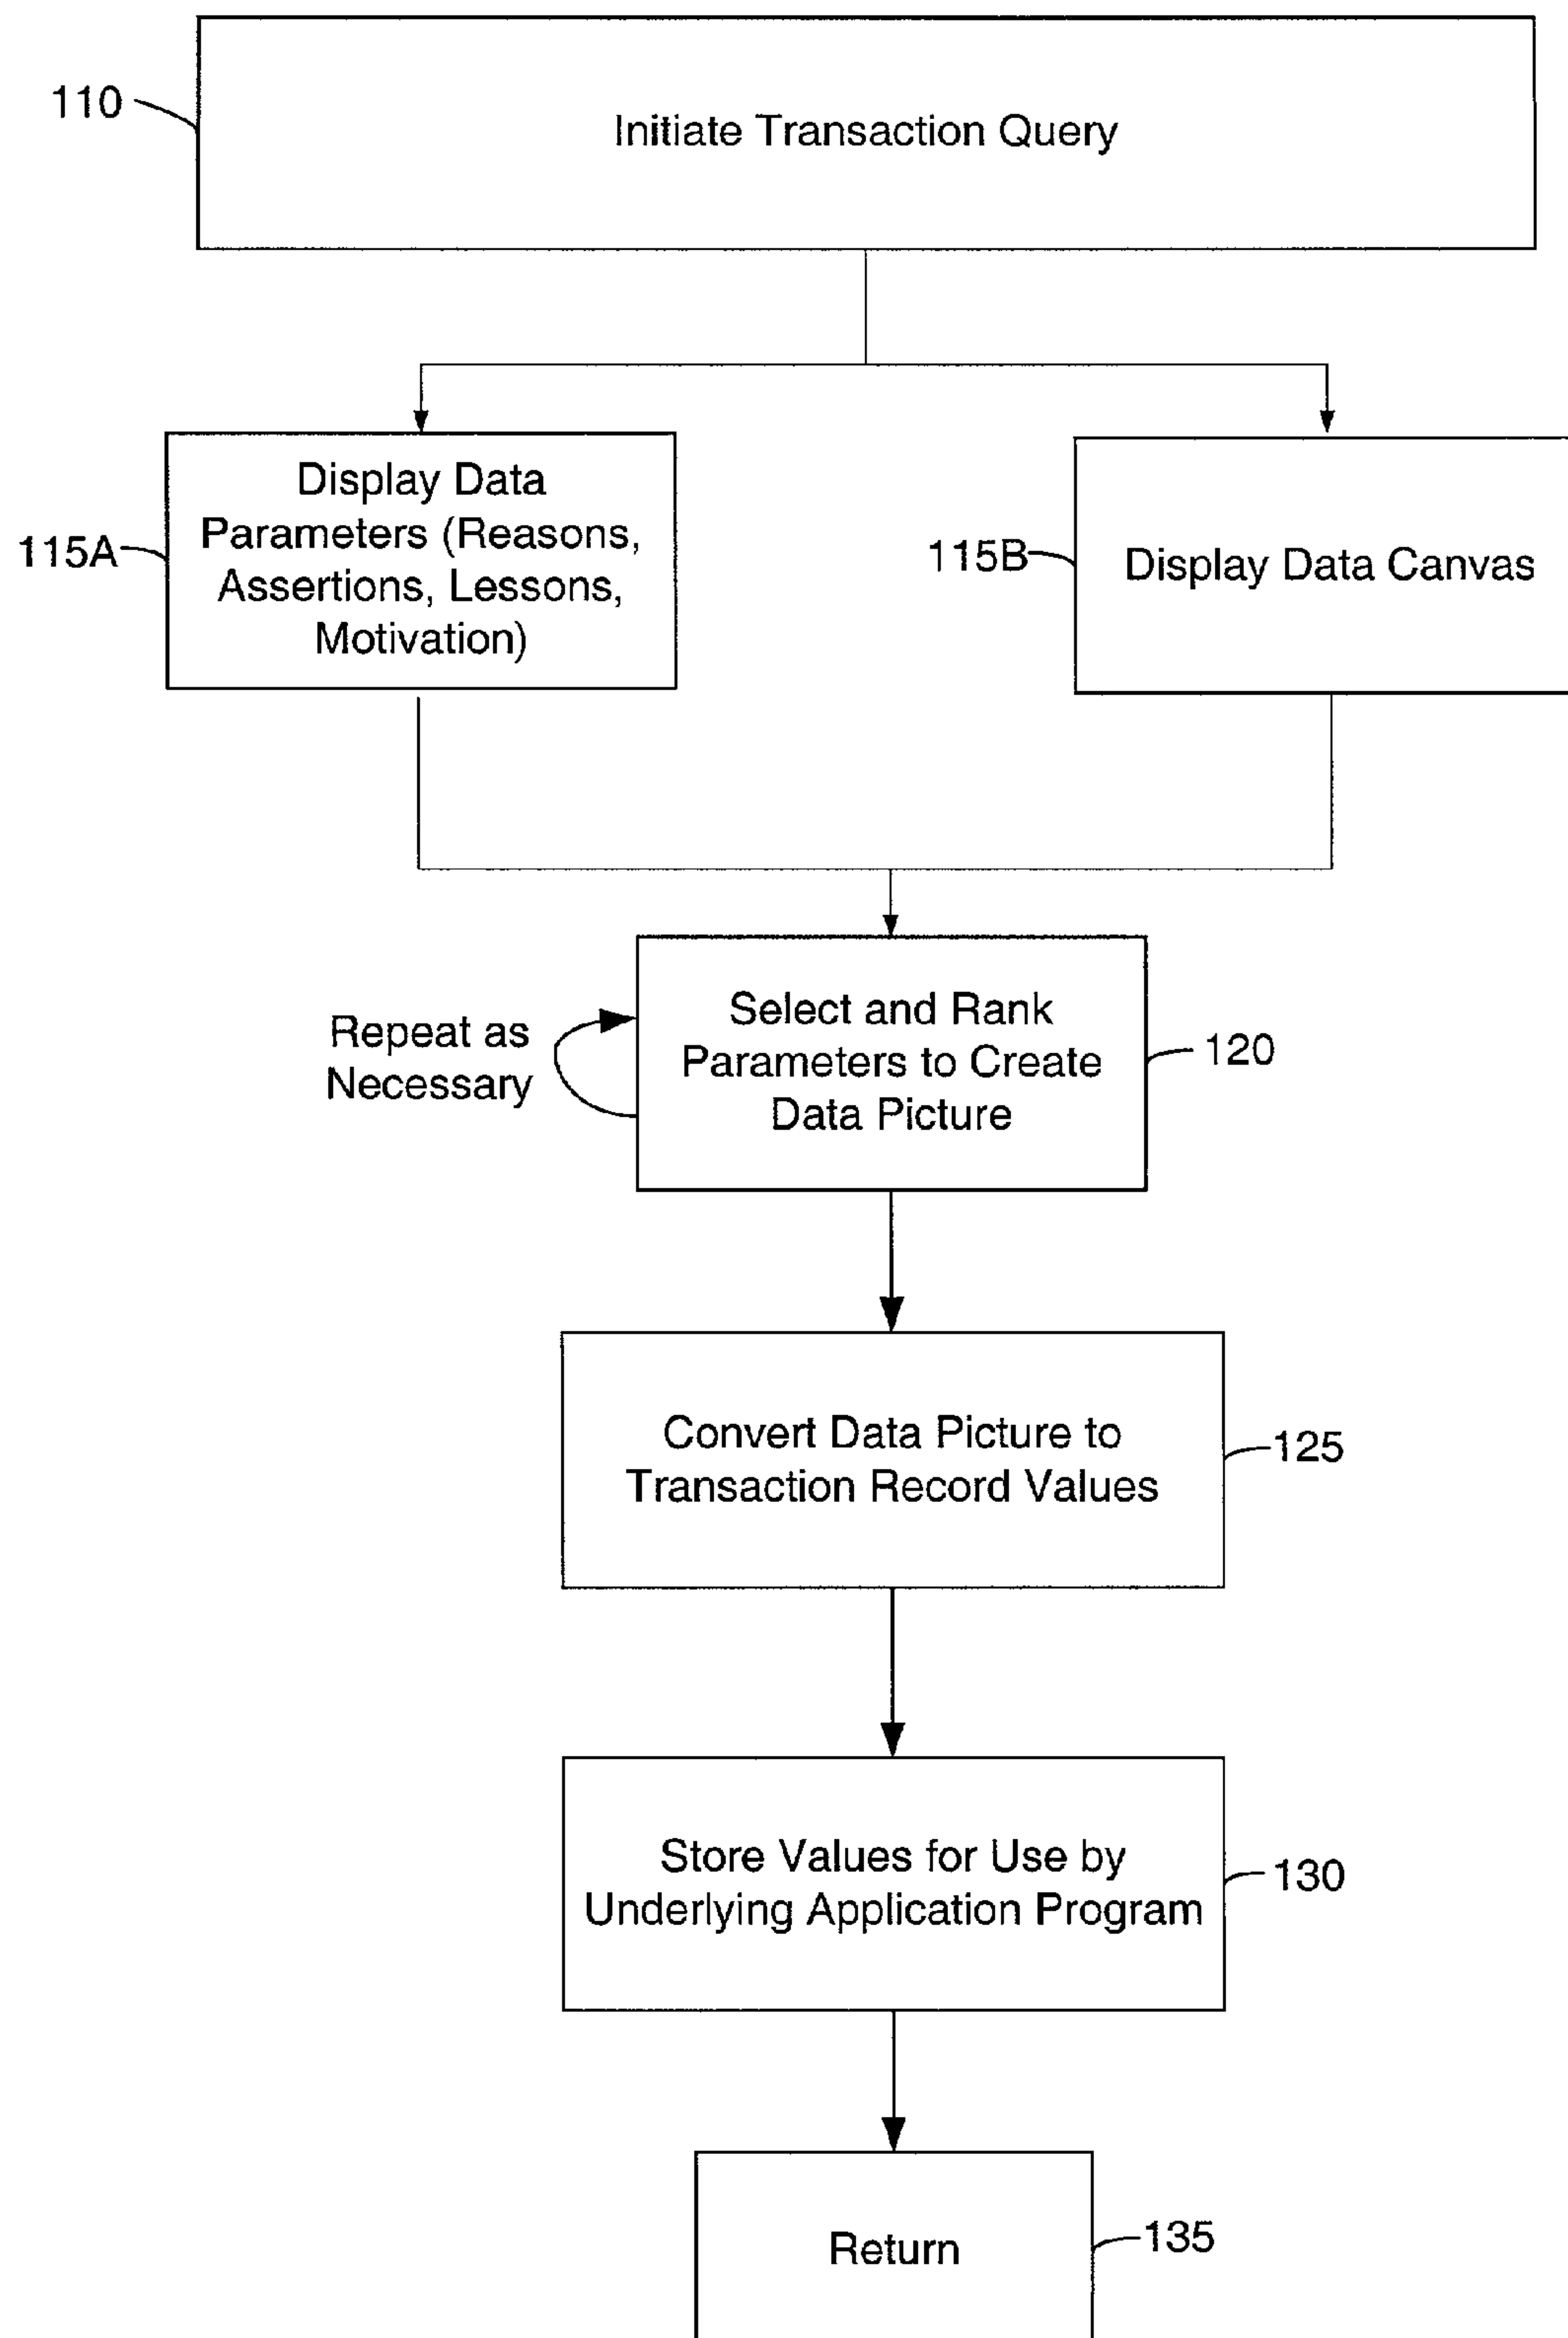 110
Initiate Transaction Query
115A
Display Data
Parameters (Reasons,
Assertions, Lessons,
Motivation)
115B
Display Data Canvas
Repeat as
Necessary
Select and Rank
Parameters to Create
Data Picture
120
Convert Data Picture to
Transaction Record Values
125
Store Values for Use by
Underlying Application Program
130
Return
135